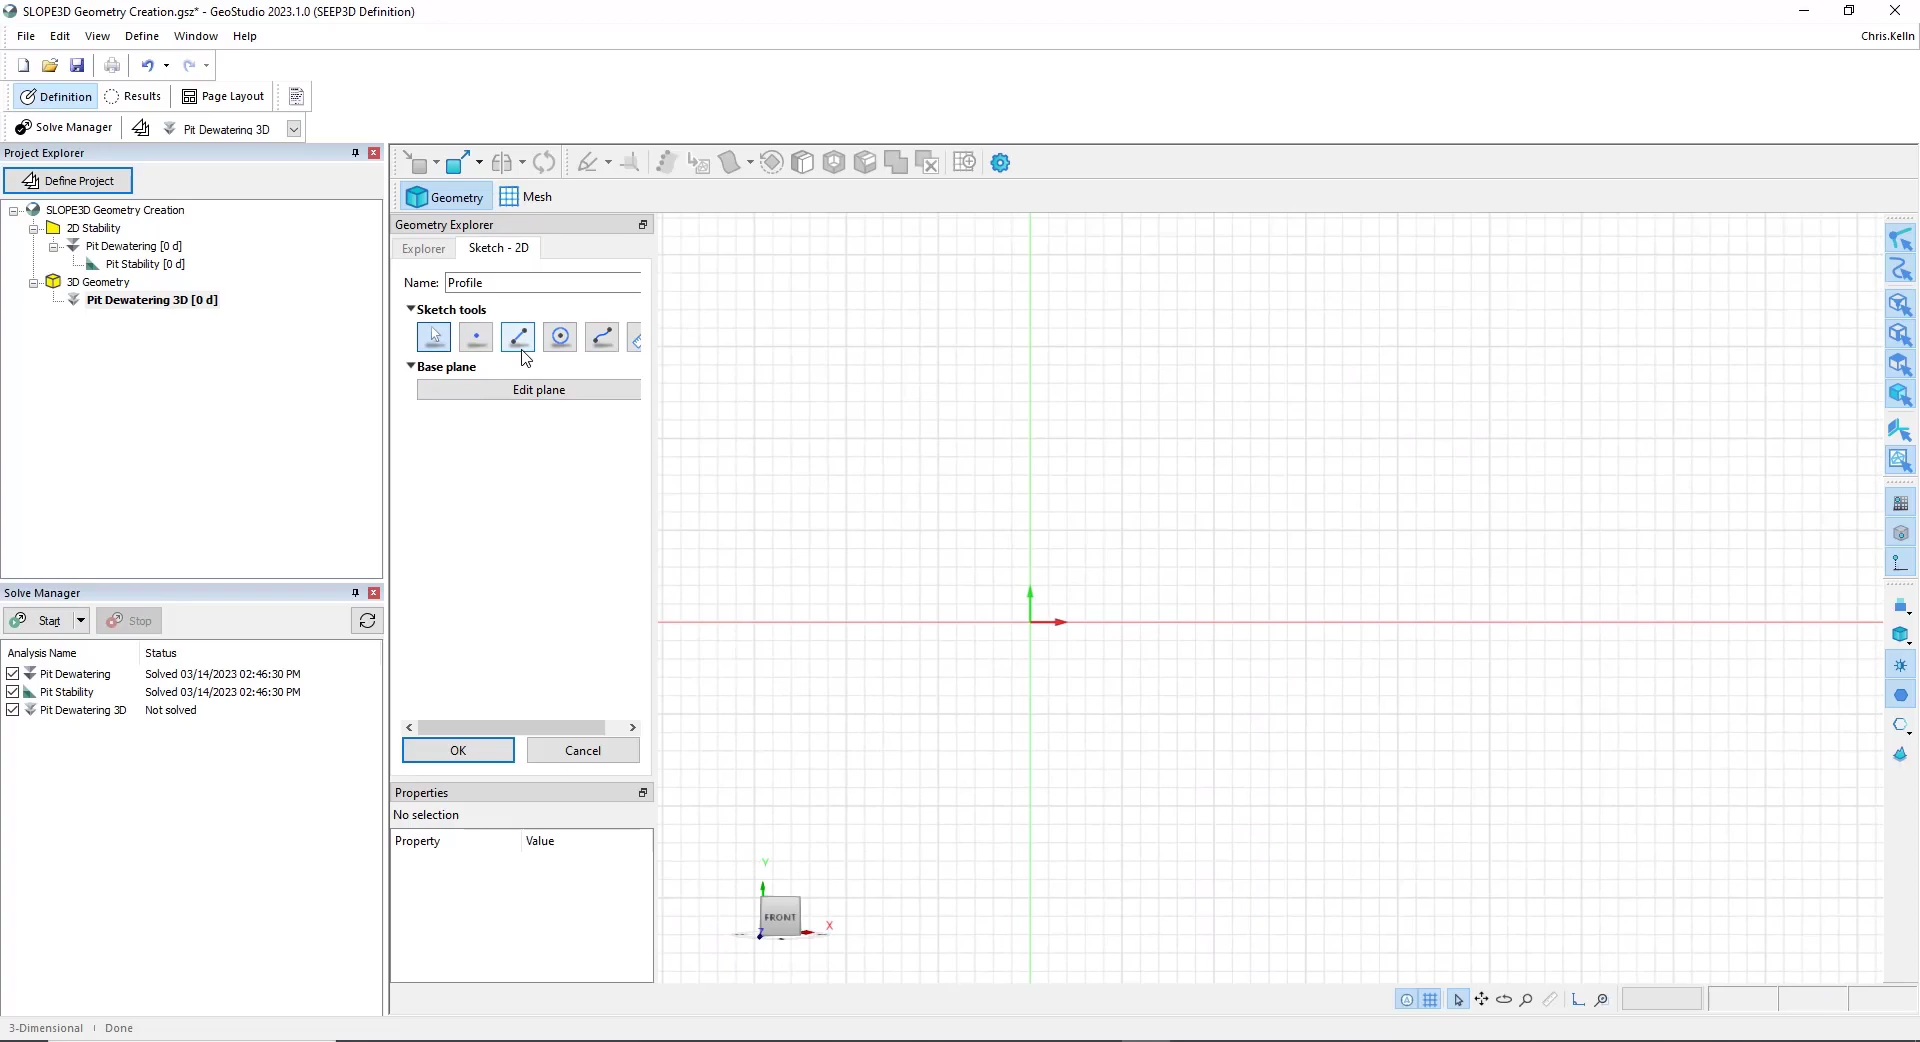 SLOPE3D Geometry Creation.gsz* - GeoStudio 2023.1.0 (SEEP3D Definition)
File Edit View Define Window Help
Chris.Kelln
Definition Results Page Layout
Solve Manager Pit Dewatering 3D
Project Explorer
Define Project
SLOPE3D Geometry Creation
2D Stability
Pit Dewatering [0 d]
Pit Stability [0 d]
3D Geometry
Pit Dewatering 3D [0 d]
Solve Manager
Start Stop
Analysis Name Status
Pit Dewatering Solved 03/14/2023 02:46:30 PM
Pit Stability Solved 03/14/2023 02:46:30 PM
Pit Dewatering 3D Not solved
Geometry Mesh
Geometry Explorer
Explorer Sketch - 2D
Name: Profile
Sketch tools
Base plane
Edit plane
OK Cancel
Properties
No selection
Property Value
Y
FRONT
X
Z
3-Dimensional Done